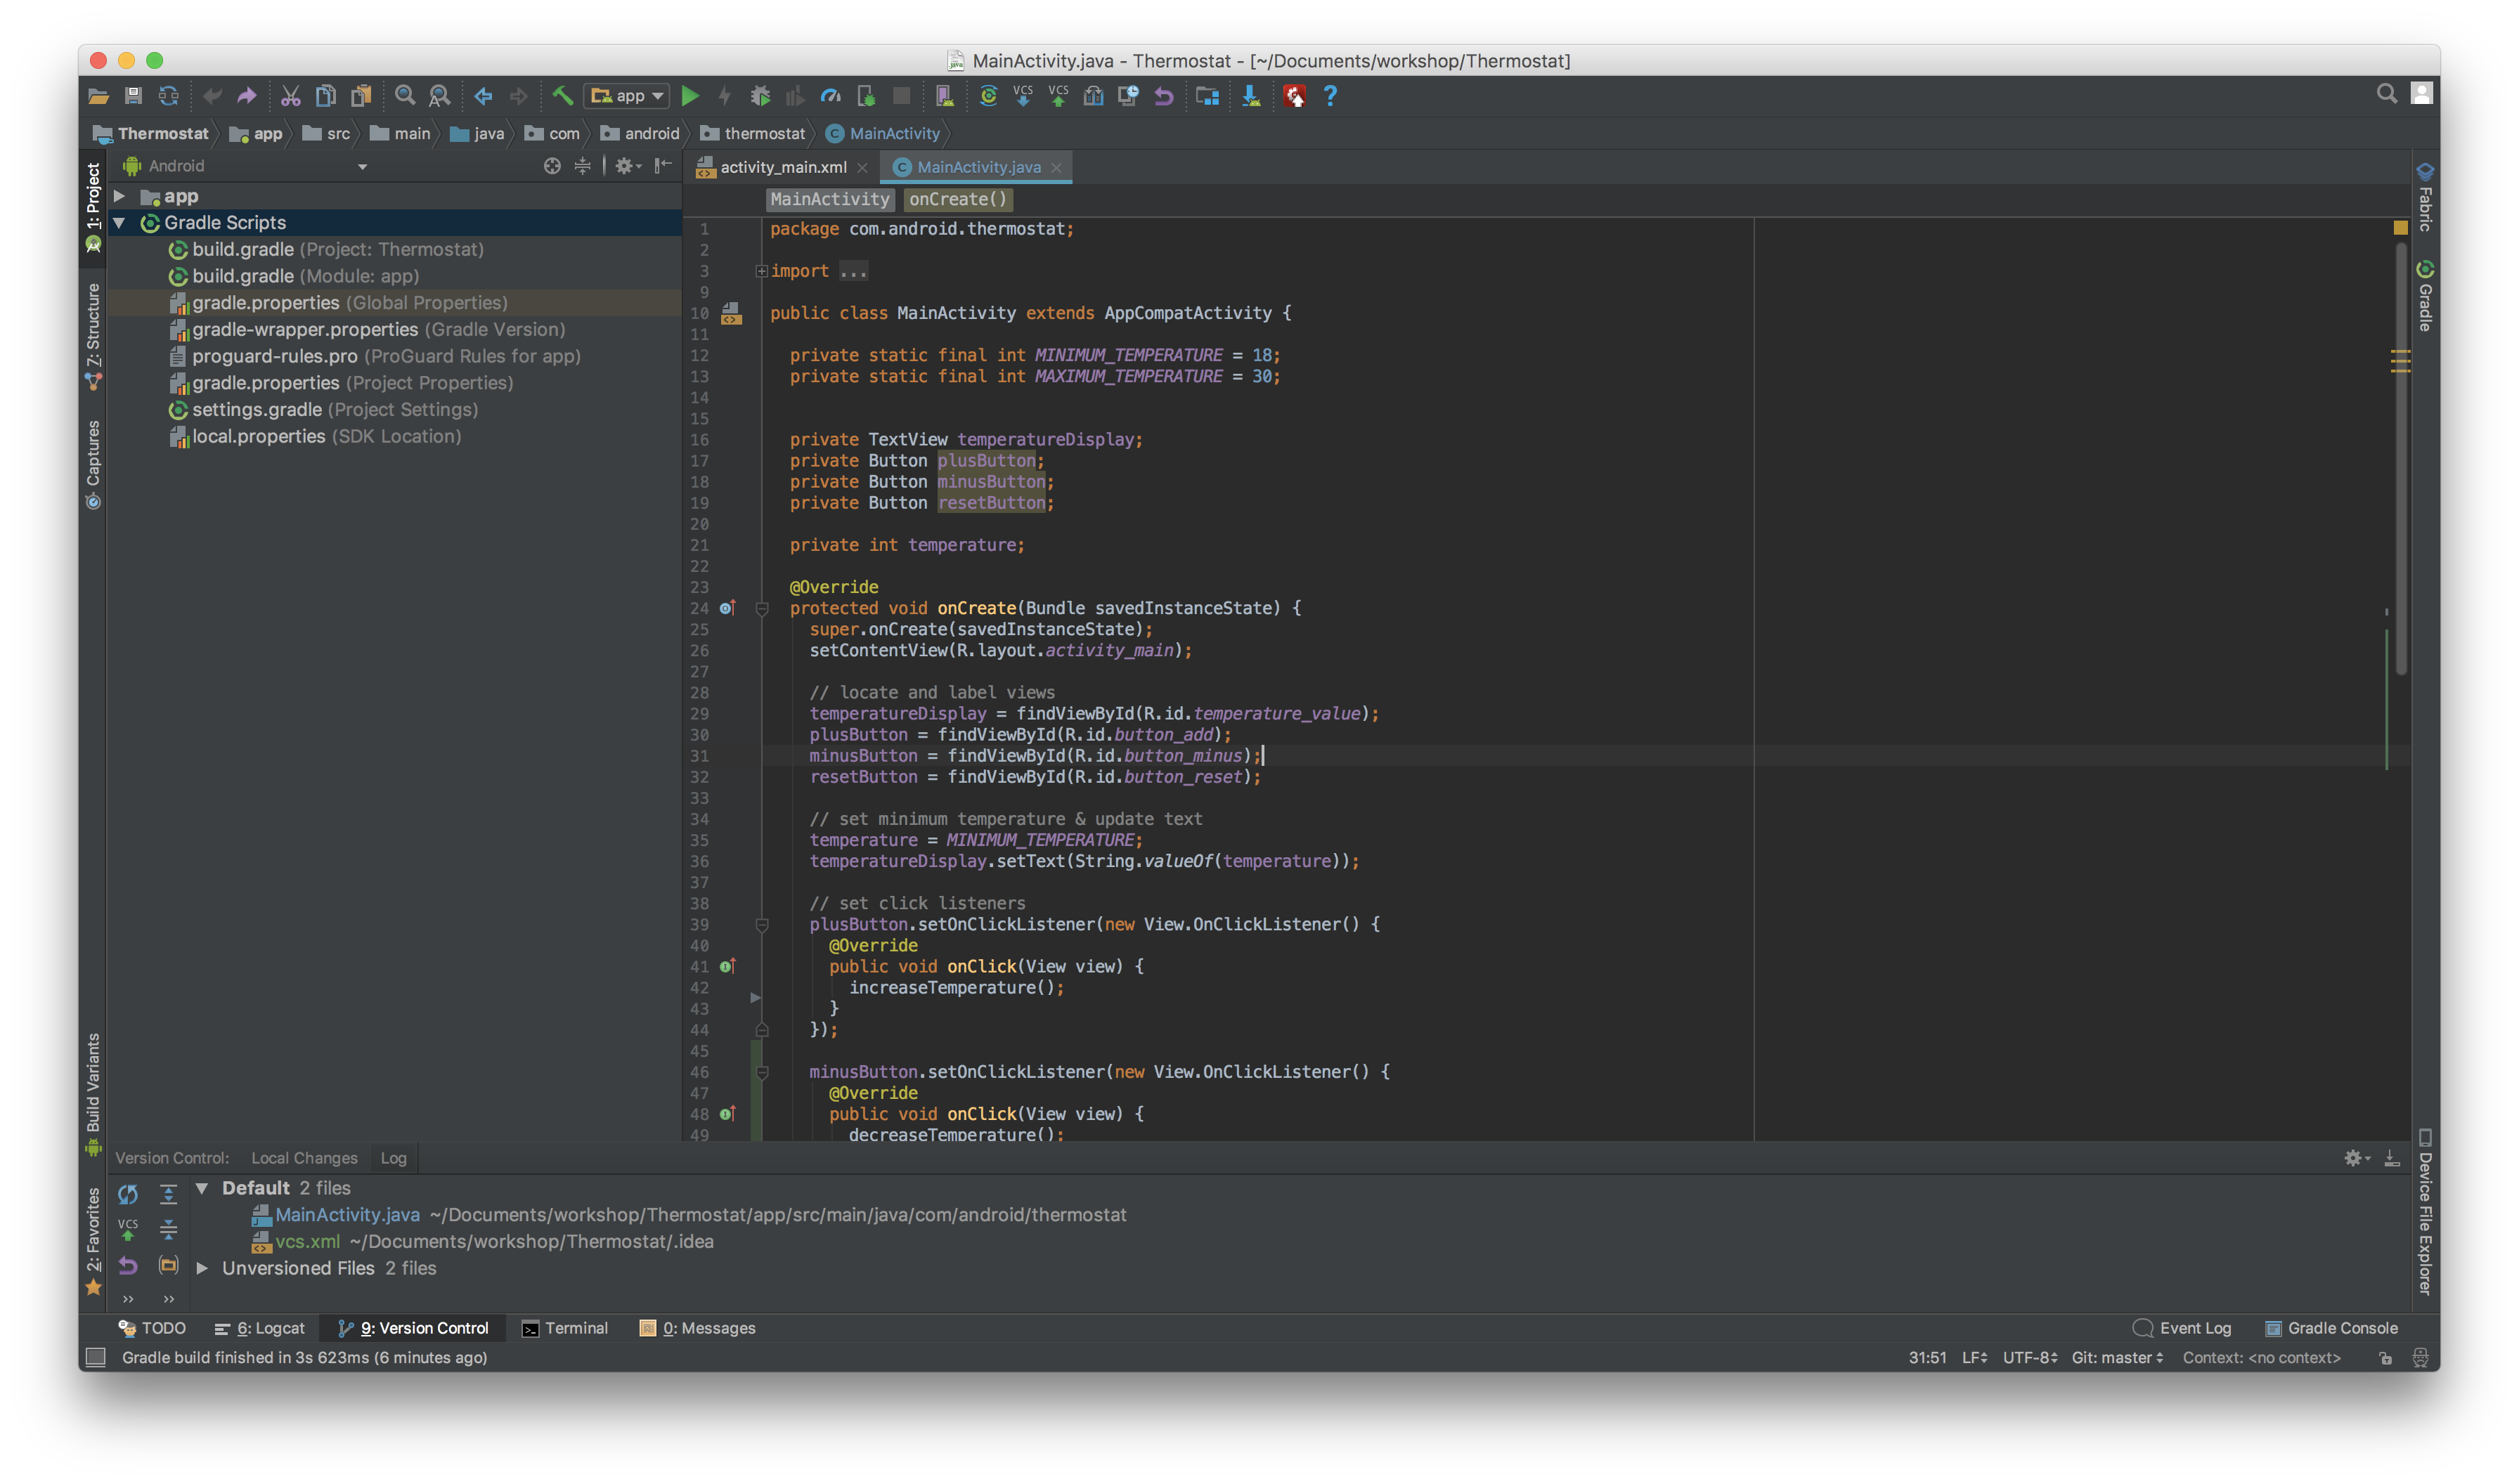 MainActivity.java - Thermostat - [~/Documents/workshop/Thermostat]
app
VCS
VCS
Thermostat app src main java com android thermostat MainActivity
1: Project
Z: Structure
Captures
Build Variants
2: Favorites
Android
app
Gradle Scripts
build.gradle (Project: Thermostat)
build.gradle (Module: app)
gradle.properties (Global Properties)
gradle-wrapper.properties (Gradle Version)
proguard-rules.pro (ProGuard Rules for app)
gradle.properties (Project Properties)
settings.gradle (Project Settings)
local.properties (SDK Location)
activity_main.xml MainActivity.java
MainActivity onCreate()
1 package com.android.thermostat;
2
3 import ...
9
10 public class MainActivity extends AppCompatActivity {
11
12 private static final int MINIMUM_TEMPERATURE = 18;
13 private static final int MAXIMUM_TEMPERATURE = 30;
14
15
16 private TextView temperatureDisplay;
17 private Button plusButton;
18 private Button minusButton;
19 private Button resetButton;
20
21 private int temperature;
22
23 @Override
24 protected void onCreate(Bundle savedInstanceState) {
25 super.onCreate(savedInstanceState);
26 setContentView(R.layout.activity_main);
27
28 // locate and label views
29 temperatureDisplay = findViewById(R.id.temperature_value);
30 plusButton = findViewById(R.id.button_add);
31 minusButton = findViewById(R.id.button_minus);
32 resetButton = findViewById(R.id.button_reset);
33
34 // set minimum temperature & update text
35 temperature = MINIMUM_TEMPERATURE;
36 temperatureDisplay.setText(String.valueOf(temperature));
37
38 // set click listeners
39 plusButton.setOnClickListener(new View.OnClickListener() {
40 @Override
41 public void onClick(View view) {
42 increaseTemperature();
43 }
44 });
45
46 minusButton.setOnClickListener(new View.OnClickListener() {
47 @Override
48 public void onClick(View view) {
49 decreaseTemperature();
Fabric
Gradle
Device File Explorer
Version Control: Local Changes Log
Default 2 files
MainActivity.java ~/Documents/workshop/Thermostat/app/src/main/java/com/android/thermostat
VCS
vcs.xml ~/Documents/workshop/Thermostat/.idea
Unversioned Files 2 files
» »
TODO 6: Logcat 9: Version Control Terminal 0: Messages Event Log Gradle Console
Gradle build finished in 3s 623ms (6 minutes ago) 31:51 LF UTF-8 Git: master Context: <no context>